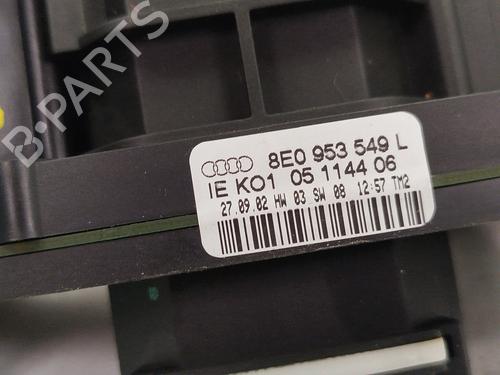 B-PARTS
8E0 953 549 L
IE KO1 05 1144 06
27.09.02 HW 03 SW 08 12:57 TM2